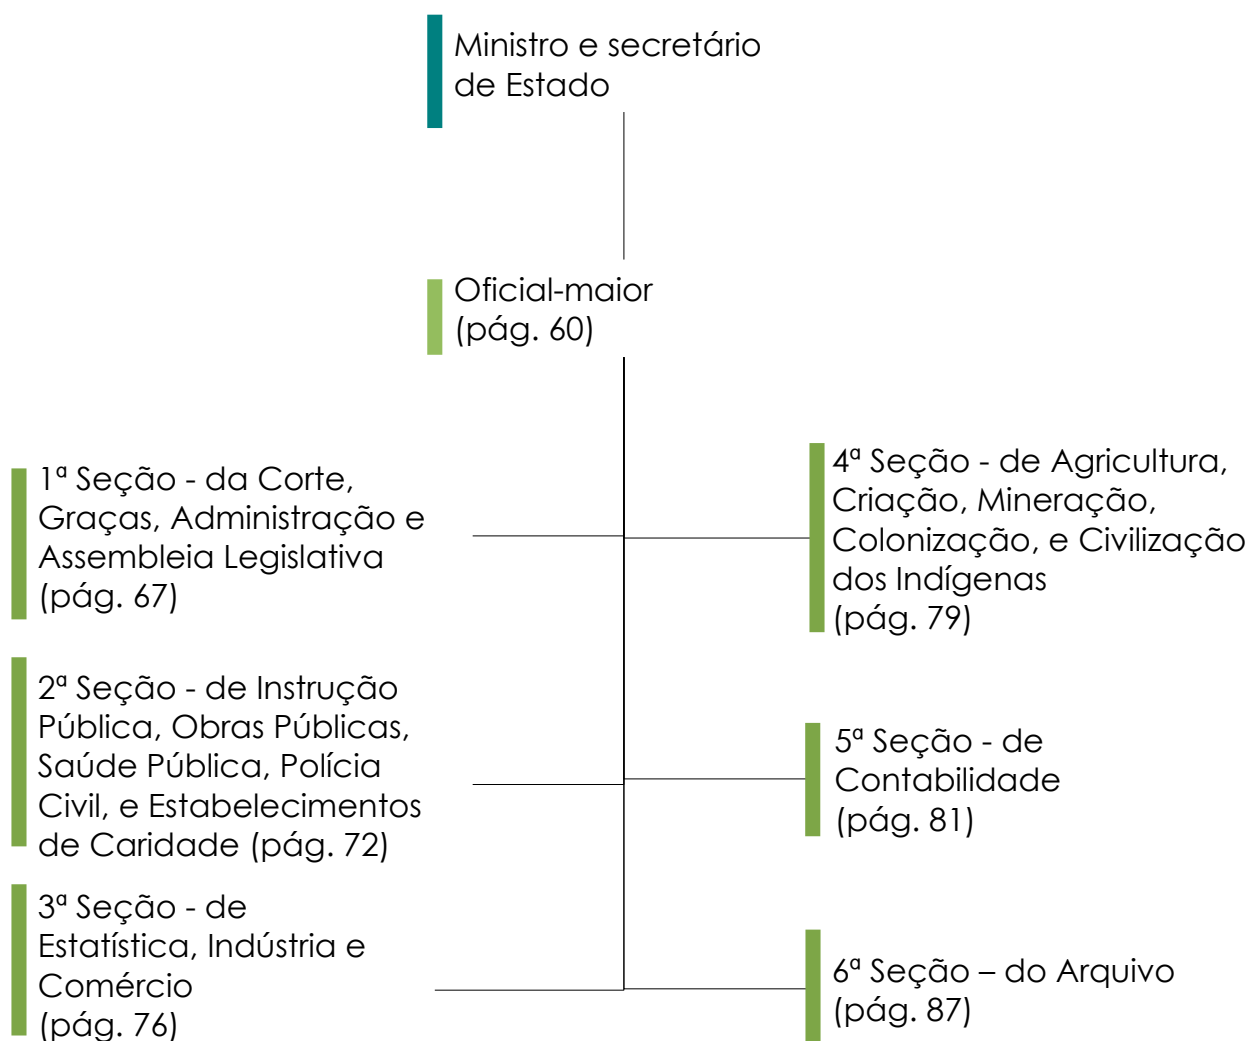 Ministro e secretário
de Estado
Oficial-maior
(pág. 60)
1ª Seção - da Corte,
Graças, Administração e
Assembleia Legislativa
(pág. 67)
2ª Seção - de Instrução
Pública, Obras Públicas,
Saúde Pública, Polícia
Civil, e Estabelecimentos
de Caridade (pág. 72)
3ª Seção - de
Estatística, Indústria e
Comércio
(pág. 76)
4ª Seção - de Agricultura,
Criação, Mineração,
Colonização, e Civilização
dos Indígenas
(pág. 79)
5ª Seção - de
Contabilidade
(pág. 81)
6ª Seção – do Arquivo
(pág. 87)